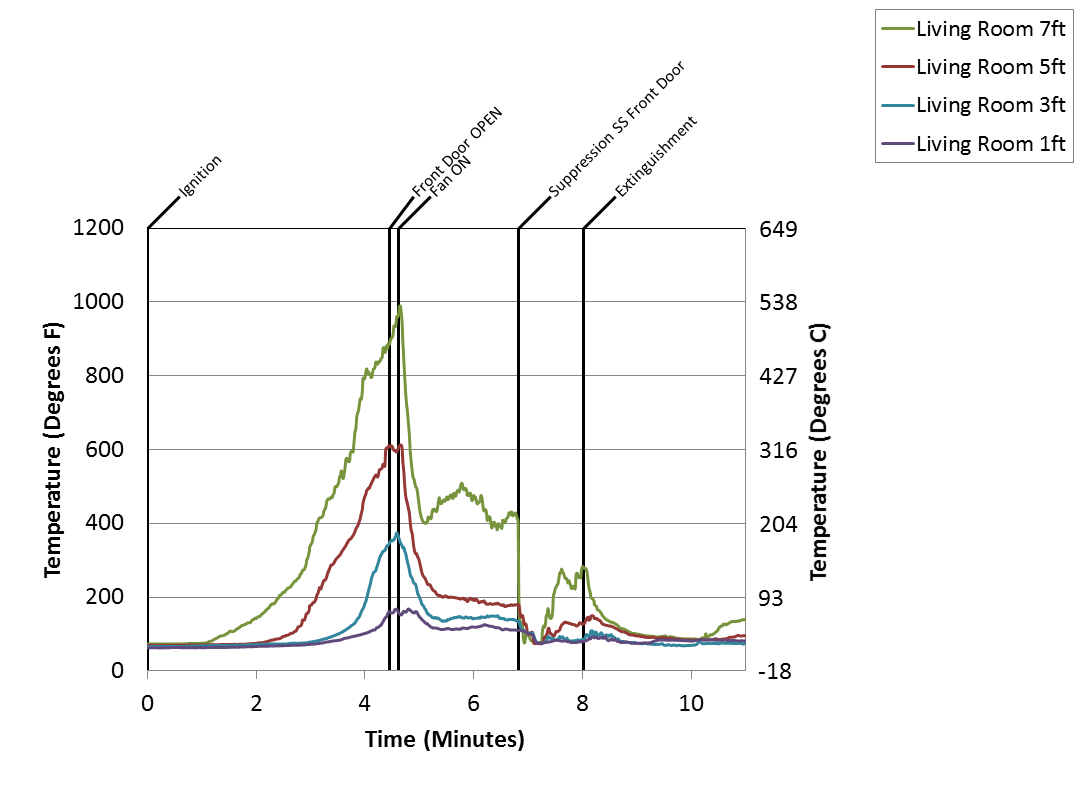 Living Room 7ft
Living Room 5ft
Living Room 3ft
Living Room 1ft
Ignition
Front Door OPEN
Fan ON
Suppression SS Front Door
Extinguishment
1200
1000
800
600
400
200
0
649
538
427
316
204
93
-18
Temperature (Degrees F)
Temperature (Degrees C)
0
2
4
6
8
10
Time (Minutes)